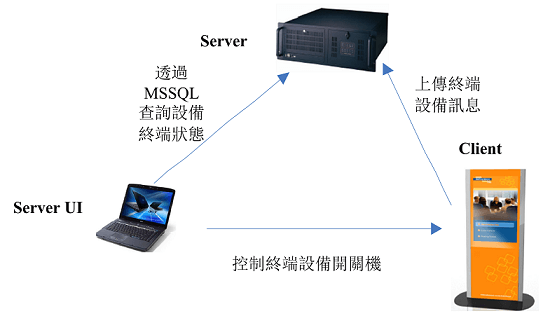 Server
透過
MSSQL
查詢設備
終端狀態
上傳終端
設備訊息
Client
Server UI
控制終端設備開關機